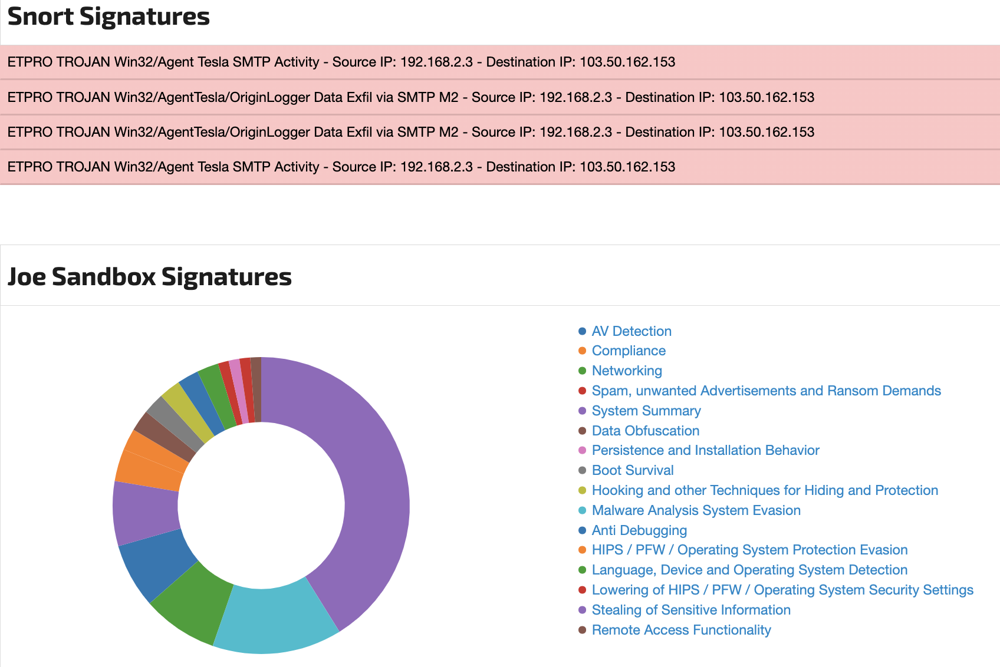 Snort Signatures
ETPRO TROJAN Win32/Agent Tesla SMTP Activity - Source IP: 192.168.2.3 - Destination IP: 103.50.162.153
ETPRO TROJAN Win32/AgentTesla/OriginLogger Data Exfil via SMTP M2 - Source IP: 192.168.2.3 - Destination IP: 103.50.162.153
ETPRO TROJAN Win32/AgentTesla/OriginLogger Data Exfil via SMTP M2 - Source IP: 192.168.2.3 - Destination IP: 103.50.162.153
ETPRO TROJAN Win32/Agent Tesla SMTP Activity - Source IP: 192.168.2.3 - Destination IP: 103.50.162.153
Joe Sandbox Signatures
AV Detection
Compliance
Networking
Spam, unwanted Advertisements and Ransom Demands
System Summary
Data Obfuscation
Persistence and Installation Behavior
Boot Survival
Hooking and other Techniques for Hiding and Protection
Malware Analysis System Evasion
Anti Debugging
HIPS / PFW / Operating System Protection Evasion
Language, Device and Operating System Detection
Lowering of HIPS / PFW / Operating System Security Settings
Stealing of Sensitive Information
Remote Access Functionality